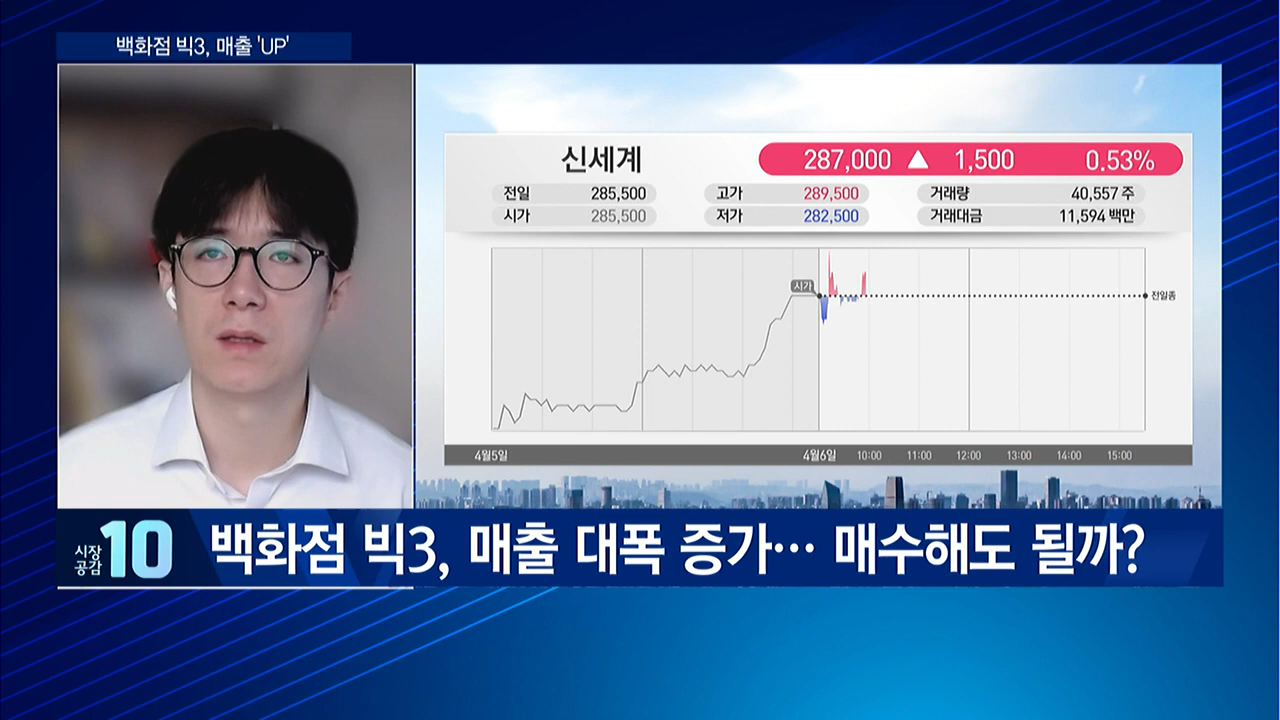 백화점 빅3, 매출 'UP'
신세계 287,000 ▲ 1,500 0.53%
전일 285,500 고가 289,500 거래량 40,557 주
시가 285,500 저가 282,500 거래대금 11,594 백만
시가
전일종
4월5일 4월6일 10:00 11:00 12:00 13:00 14:00 15:00
시장
공감
10
백화점 빅3, 매출 대폭 증가… 매수해도 될까?